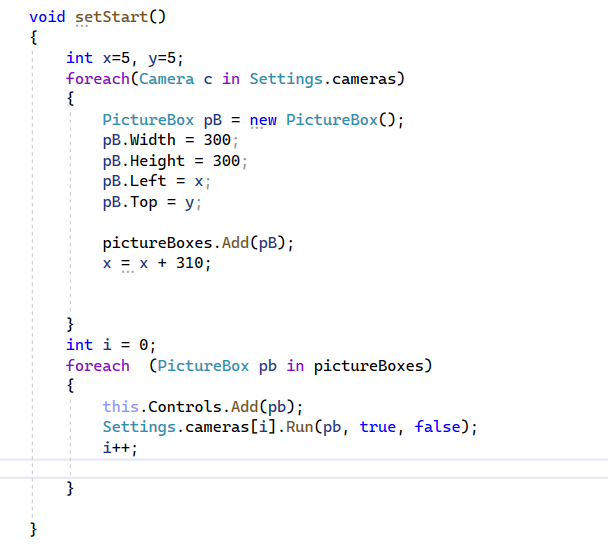 void setStart()
{
int x=5, y=5;
foreach(Camera c in Settings.cameras)
{
PictureBox pB = new PictureBox();
pB.Width = 300;
pB.Height = 300;
pB.Left = x;
pB.Top = y;
pictureBoxes.Add(pB);
x = x + 310;
}
int i = 0;
foreach  (PictureBox pb in pictureBoxes)
{
this.Controls.Add(pb);
Settings.cameras[i].Run(pb, true, false);
i++;
}
}